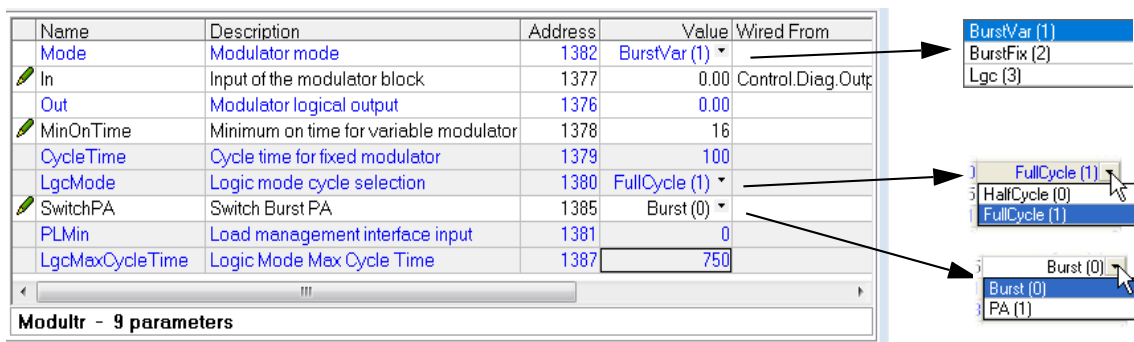 Name Description Address Value Wired From
Mode Modulator mode 1382 BurstVar (1)
In Input of the modulator block 1377 0.00 Control.Diag.Outp
Out Modulator logical output 1376 0.00
MinOnTime Minimum on time for variable modulator 1378 16
CycleTime Cycle time for fixed modulator 1379 100
LgcMode Logic mode cycle selection 1380 FullCycle (1)
SwitchPA Switch Burst PA 1385 Burst (0)
PLMin Load management interface input 1381 0
LgcMaxCycleTime Logic Mode Max Cycle Time 1387 750
Modultr - 9 parameters
BurstVar (1)
BurstFix (2)
Lgc (3)
FullCycle (1)
HalfCycle (0)
FullCycle (1)
Burst (0)
Burst (0)
PA (1)